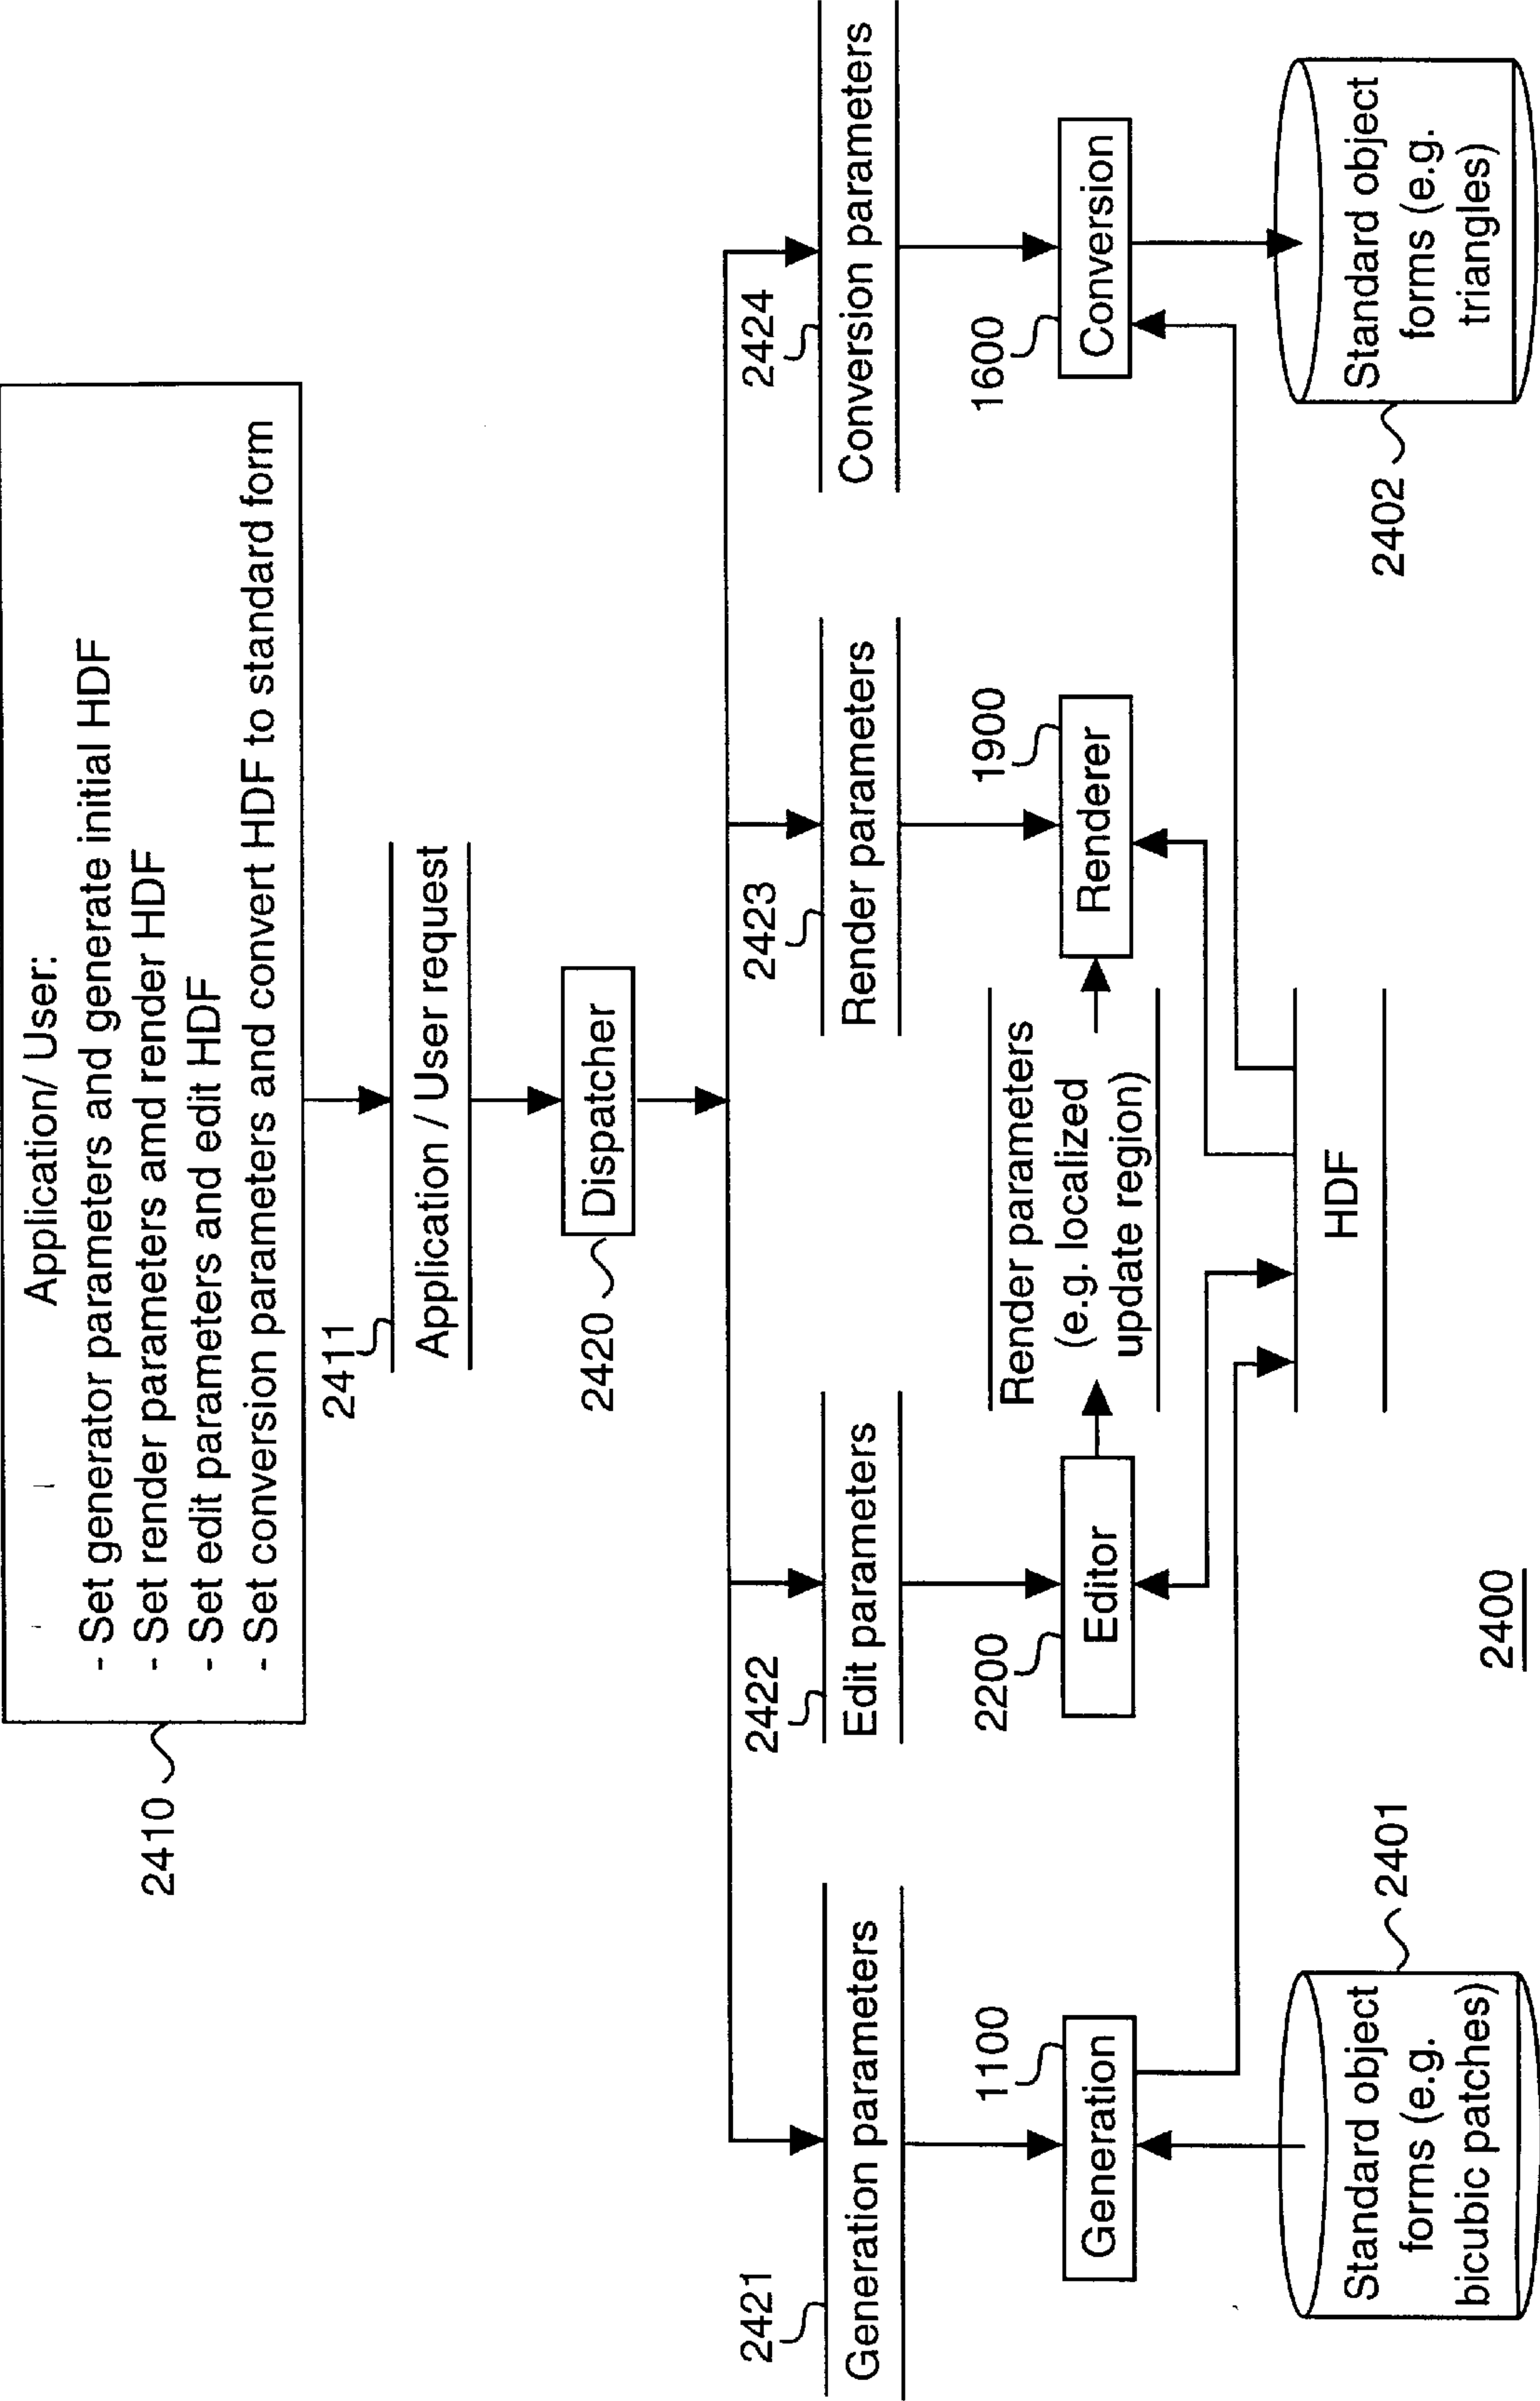 Application/ User:
- Set generator parameters and generate initial HDF
- Set render parameters amd render HDF
- Set edit parameters and edit HDF
- Set conversion parameters and convert HDF to standard form
2410
2411
Application / User request
2420
Dispatcher
2421
Generation parameters
2422
Edit parameters
2423
Render parameters
2424
Conversion parameters
1100
Generation
2200
Editor
Render parameters
(e.g. localized
update region)
1900
Renderer
1600
Conversion
HDF
Standard object
forms (e.g.
bicubic patches)
2401
Standard object
forms (e.g.
triangles)
2402
2400